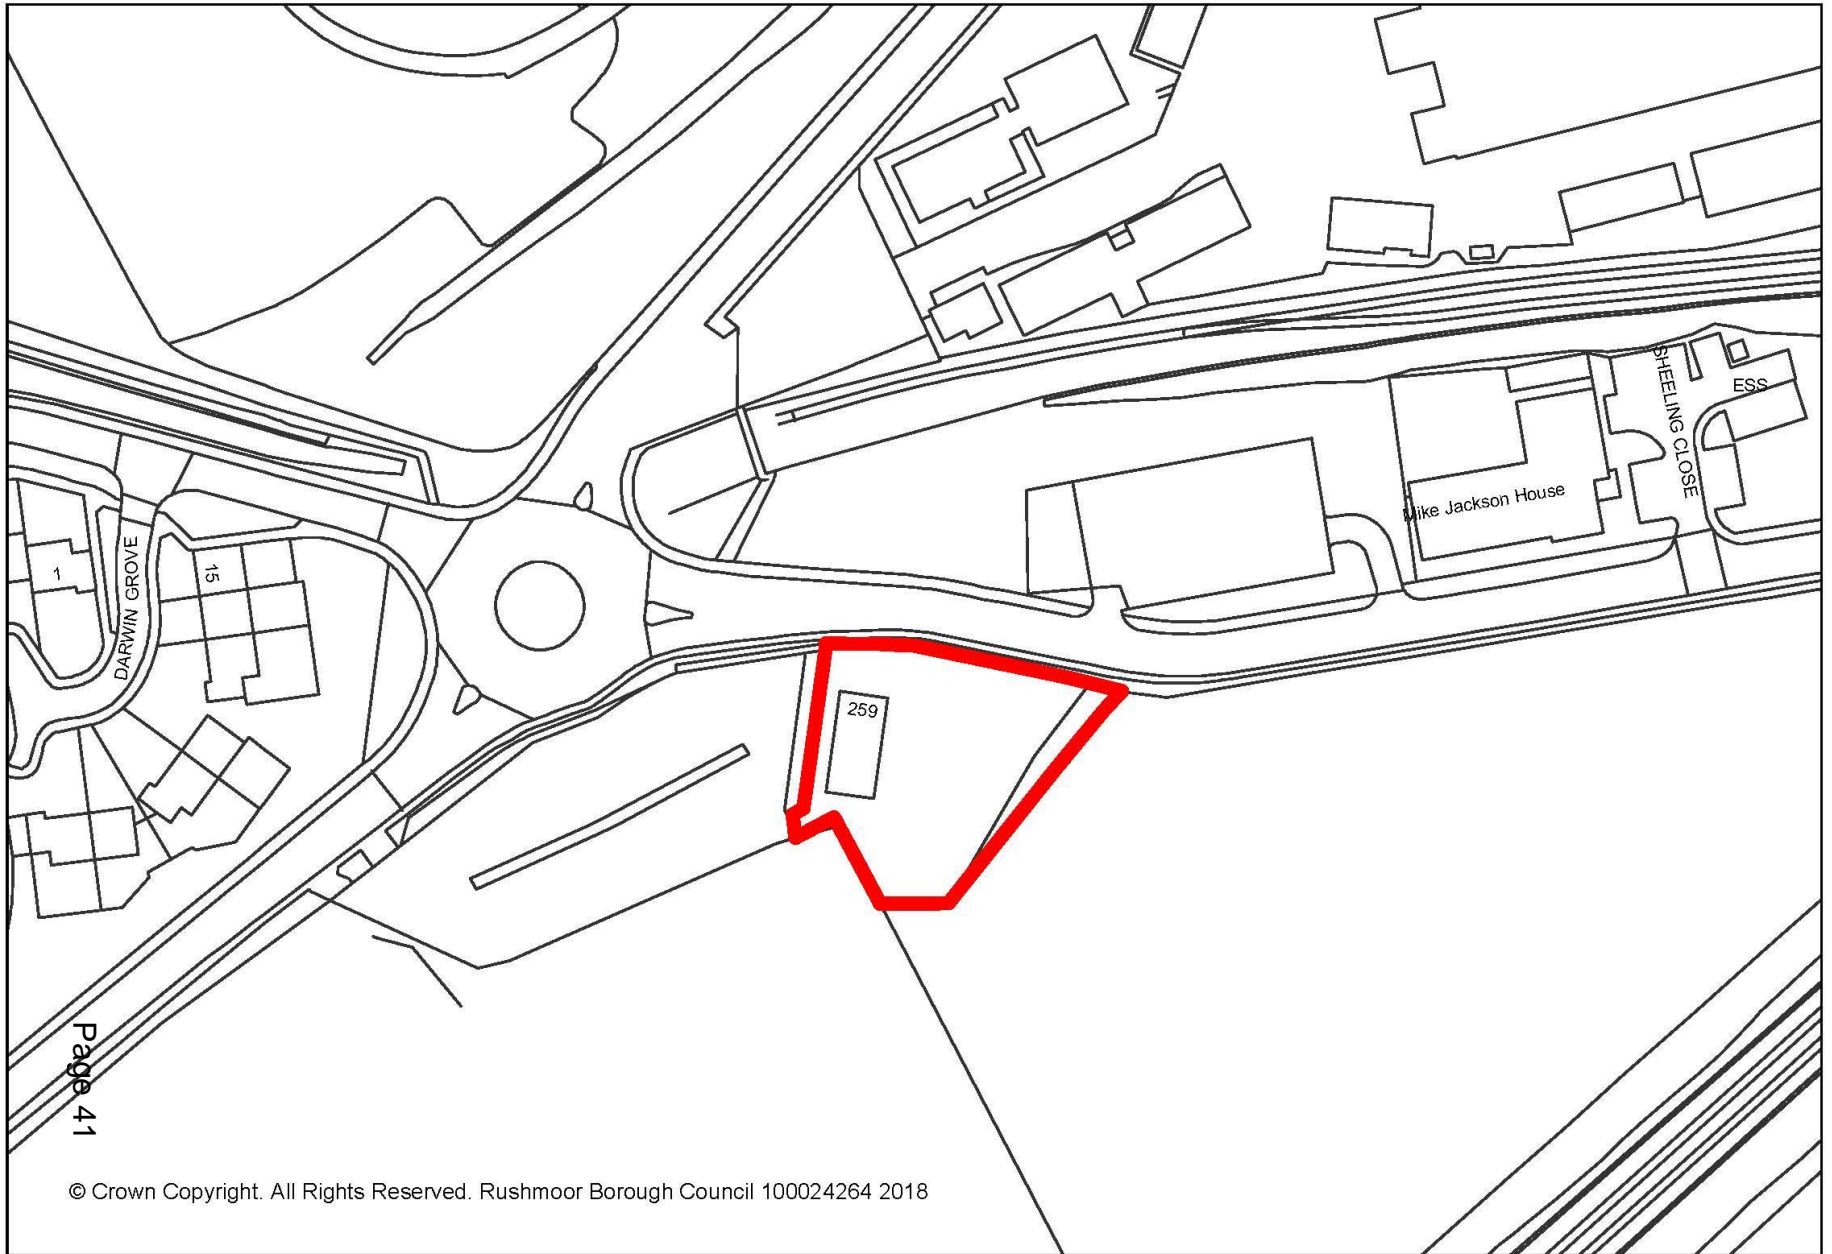 SHEELING CLOSE
ESS
Mike Jackson House
1
DARWIN GROVE
15
259
Page 41
© Crown Copyright. All Rights Reserved. Rushmoor Borough Council 100024264 2018